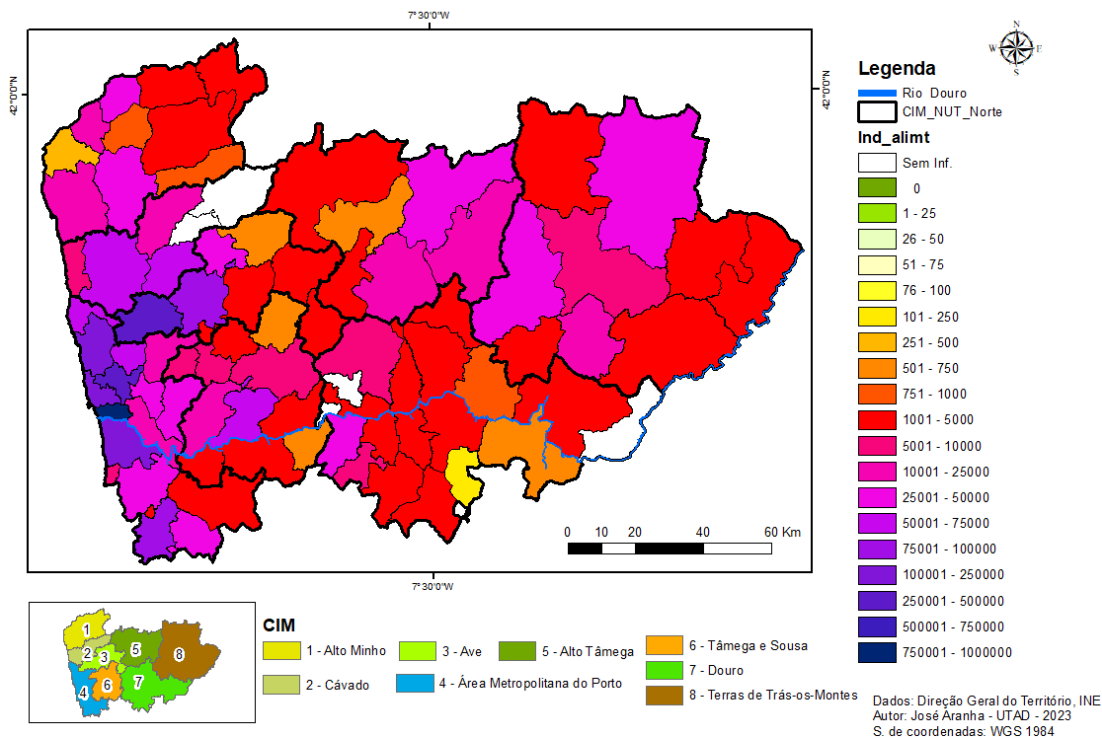 7°30'0"W
N
W E
S
42°0'0"N
42°0'0"N
Legenda
Rio Douro
CIM_NUT_Norte
Ind_alimt
Sem Inf.
0
1 - 25
26 - 50
51 - 75
76 - 100
101 - 250
251 - 500
501 - 750
751 - 1000
1001 - 5000
5001 - 10000
10001 - 25000
25001 - 50000
50001 - 75000
75001 - 100000
100001 - 250000
250001 - 500000
500001 - 750000
750001 - 1000000
0 10 20 40 60 Km
7°30'0"W
1
2
3
4
5
6
7
8
CIM
1 - Alto Minho
3 - Ave
5 - Alto Tâmega
6 - Tâmega e Sousa
2 - Cávado
4 - Área Metropolitana do Porto
7 - Douro
8 - Terras de Trás-os-Montes
Dados: Direção Geral do Território, INE
Autor: José Aranha - UTAD - 2023
S. de coordenadas: WGS 1984